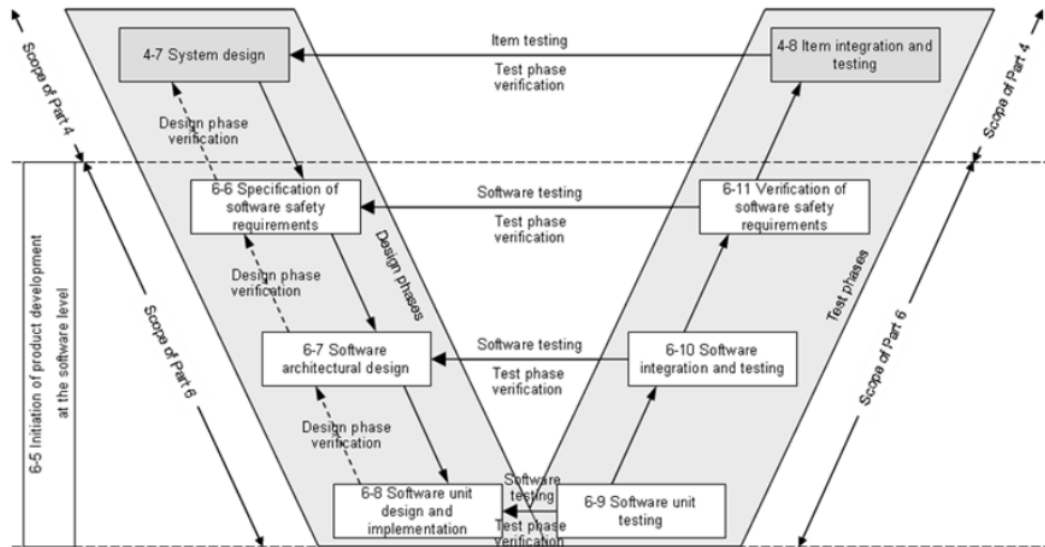 4-7 System design
Item testing
Test phase
verification
4-8 Item integration and
testing
Scope of Part 4
Scope of Part 4
Design phase
verification
6-6 Specification of
software safety
requirements
Software testing
Test phase
verification
6-11 Verification of
software safety
requirements
Design phases
Test phases
Design phase
verification
6-5 Initiation of product development
at the software level
Scope of Part 6
Scope of Part 6
6-7 Software
architectural design
Software testing
Test phase
verification
6-10 Software
integration and testing
Design phase
verification
6-8 Software unit
design and
implementation
Software
testing
Test phase
verification
6-9 Software unit
testing